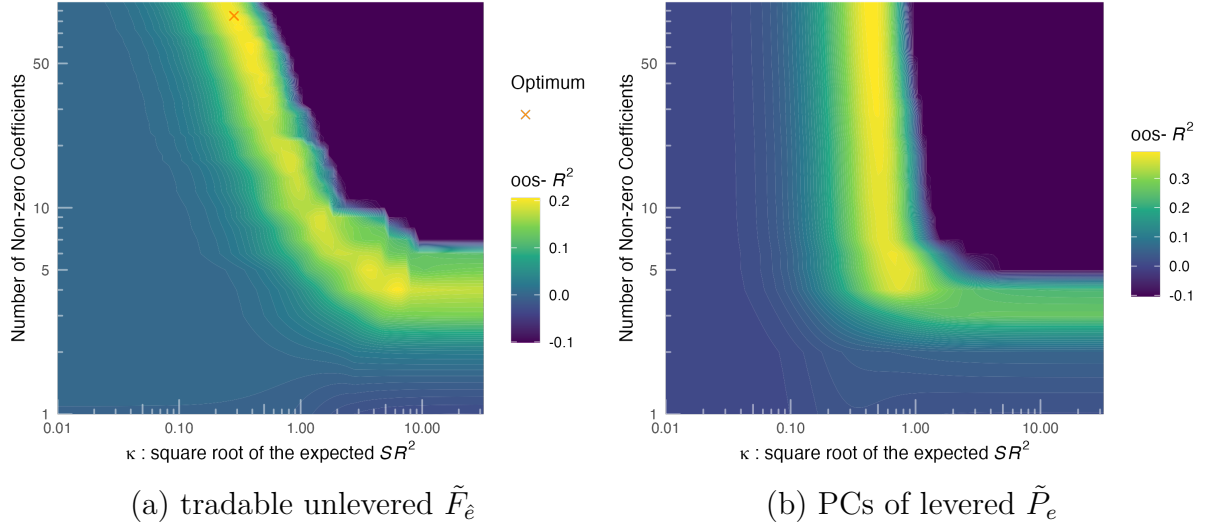 Number of Non-zero Coefficients
50
10
5
1
0.01
0.10
1.00
10.00
κ : square root of the expected SR²
Optimum
oos- R²
0.2
0.1
0.0
-0.1
(a) tradable unlevered F̃_ê
Number of Non-zero Coefficients
50
10
5
1
0.01
0.10
1.00
10.00
κ : square root of the expected SR²
oos- R²
0.3
0.2
0.1
0.0
-0.1
(b) PCs of levered P̃_e